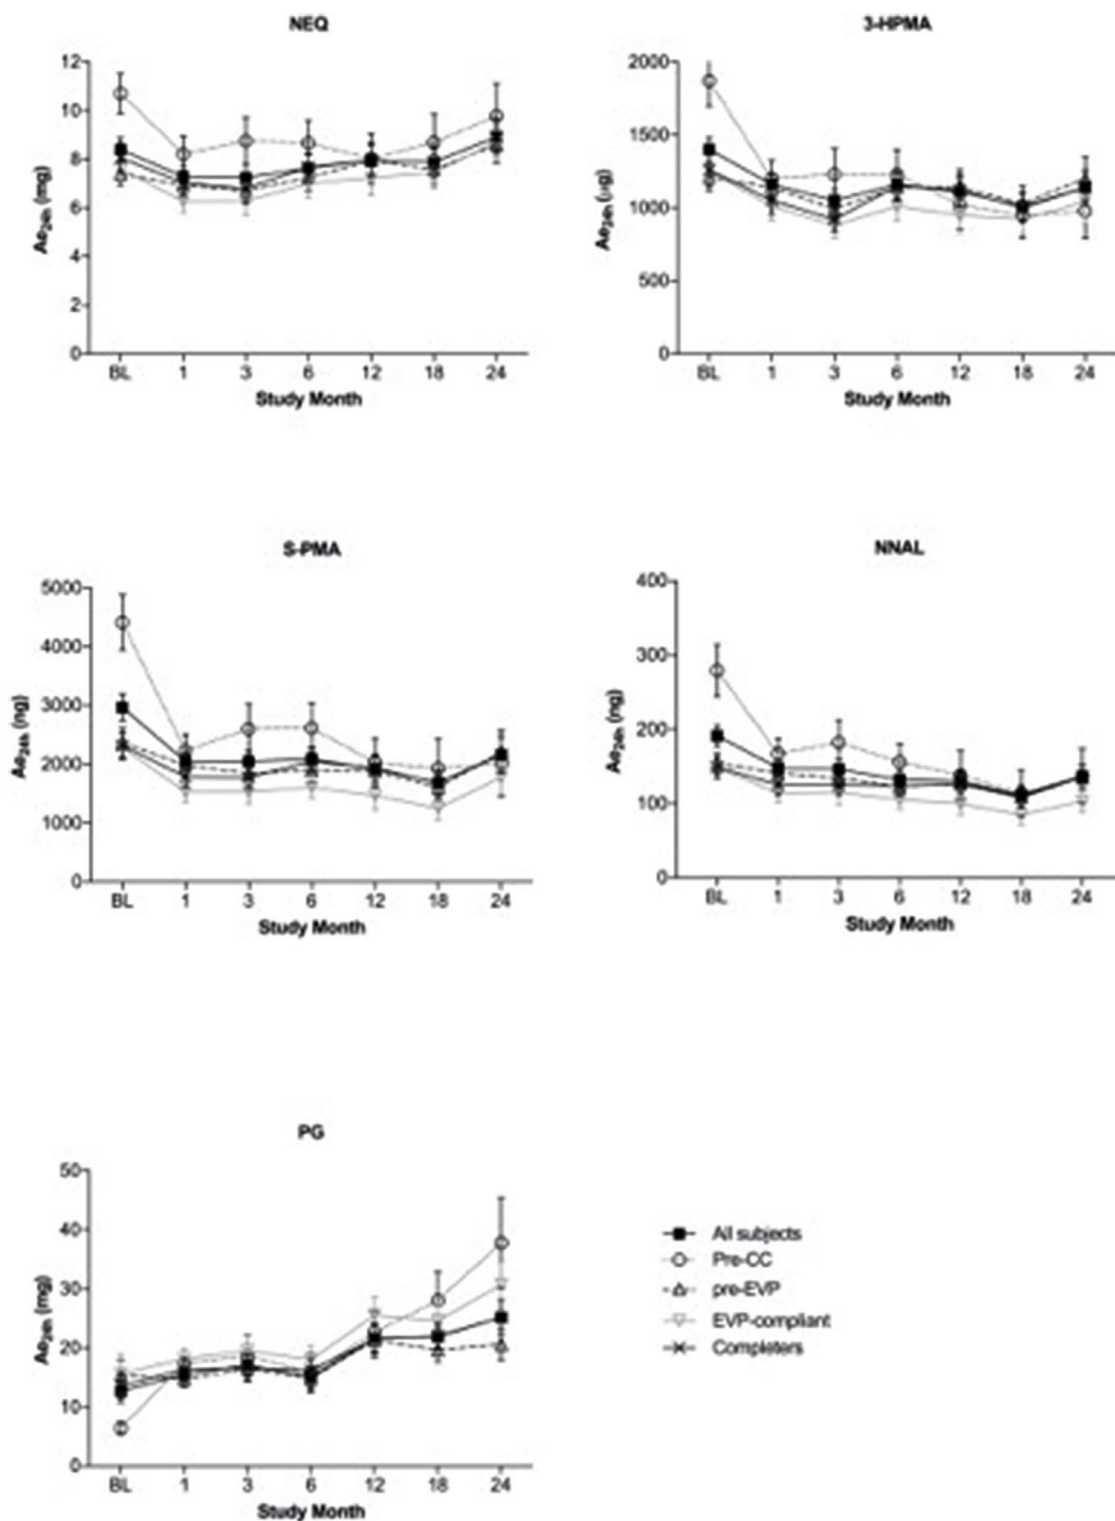 NEQ
12
10
8
6
4
2
0
Ae24h (mg)
BL 1 3 6 12 18 24
Study Month
3-HPMA
2000
1500
1000
500
0
Ae24h (µg)
BL 1 3 6 12 18 24
Study Month
S-PMA
5000
4000
3000
2000
1000
0
Ae24h (ng)
BL 1 3 6 12 18 24
Study Month
NNAL
400
300
200
100
0
Ae24h (ng)
BL 1 3 6 12 18 24
Study Month
PG
50
40
30
20
10
0
Ae24h (mg)
BL 1 3 6 12 18 24
Study Month
All subjects
Pre-CC
pre-EVP
EVP-compliant
Completers